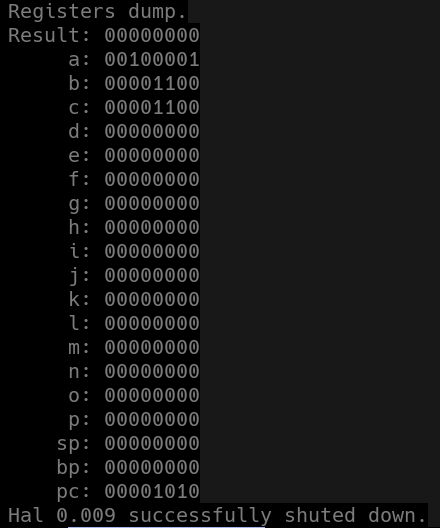 Registers dump.
Result: 00000000
a: 00100001
b: 00001100
c: 00001100
d: 00000000
e: 00000000
f: 00000000
g: 00000000
h: 00000000
i: 00000000
j: 00000000
k: 00000000
l: 00000000
m: 00000000
n: 00000000
o: 00000000
p: 00000000
sp: 00000000
bp: 00000000
pc: 00001010
Hal 0.009 successfully shuted down.